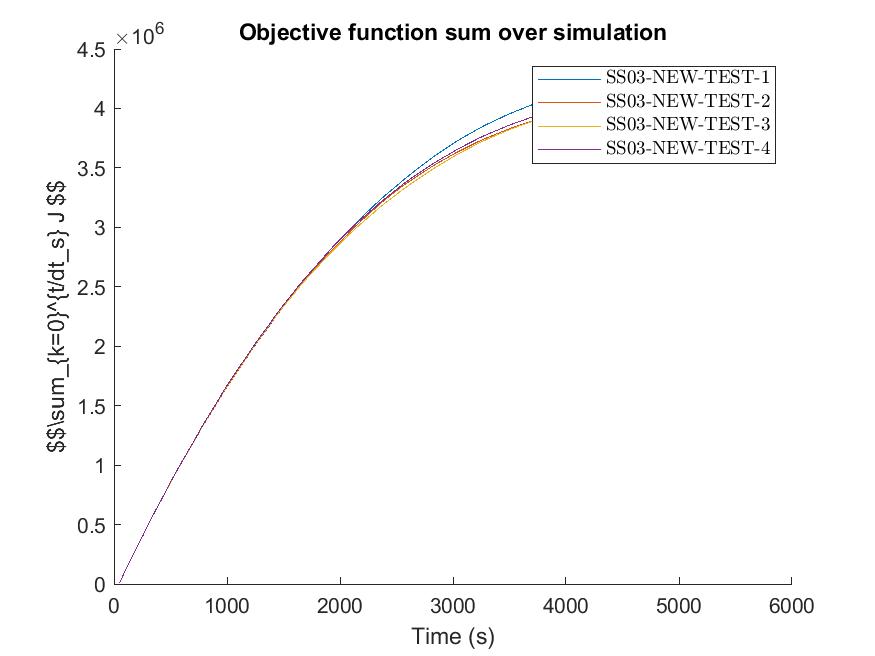 Objective function sum over simulation
×10^6
4.5
4
3.5
3
2.5
2
1.5
1
0.5
0
$$\sum_{k=0}^{t/dt_s} J $$
SS03-NEW-TEST-1
SS03-NEW-TEST-2
SS03-NEW-TEST-3
SS03-NEW-TEST-4
0 1000 2000 3000 4000 5000 6000
Time (s)